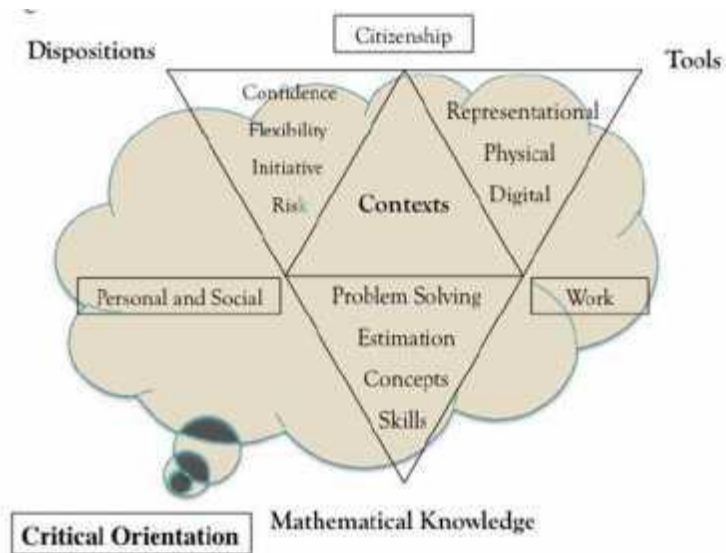 Citizenship
Dispositions
Tools
Confidence
Flexibility
Initiative
Risk
Representational
Physical
Digital
Contexts
Personal and Social
Work
Problem Solving
Estimation
Concepts
Skills
Critical Orientation
Mathematical Knowledge